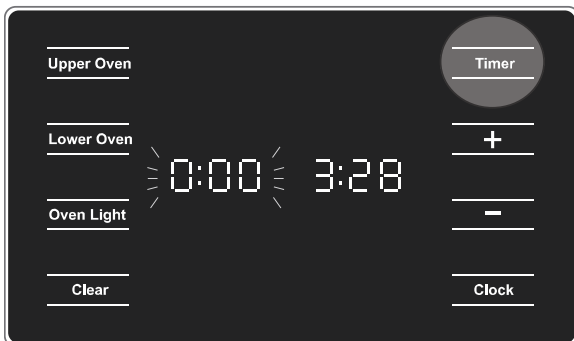 Upper Oven
Timer
Lower Oven
+
0:00 3:28
Oven Light
−
Clear
Clock